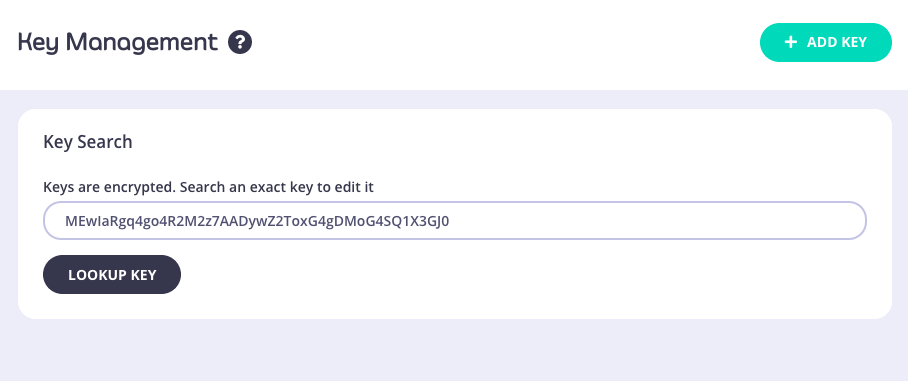 Key Management ?
+ ADD KEY
Key Search
Keys are encrypted. Search an exact key to edit it
MEwIaRgq4go4R2M2z7AADywZ2ToxG4gDMoG4SQ1X3GJ0
LOOKUP KEY